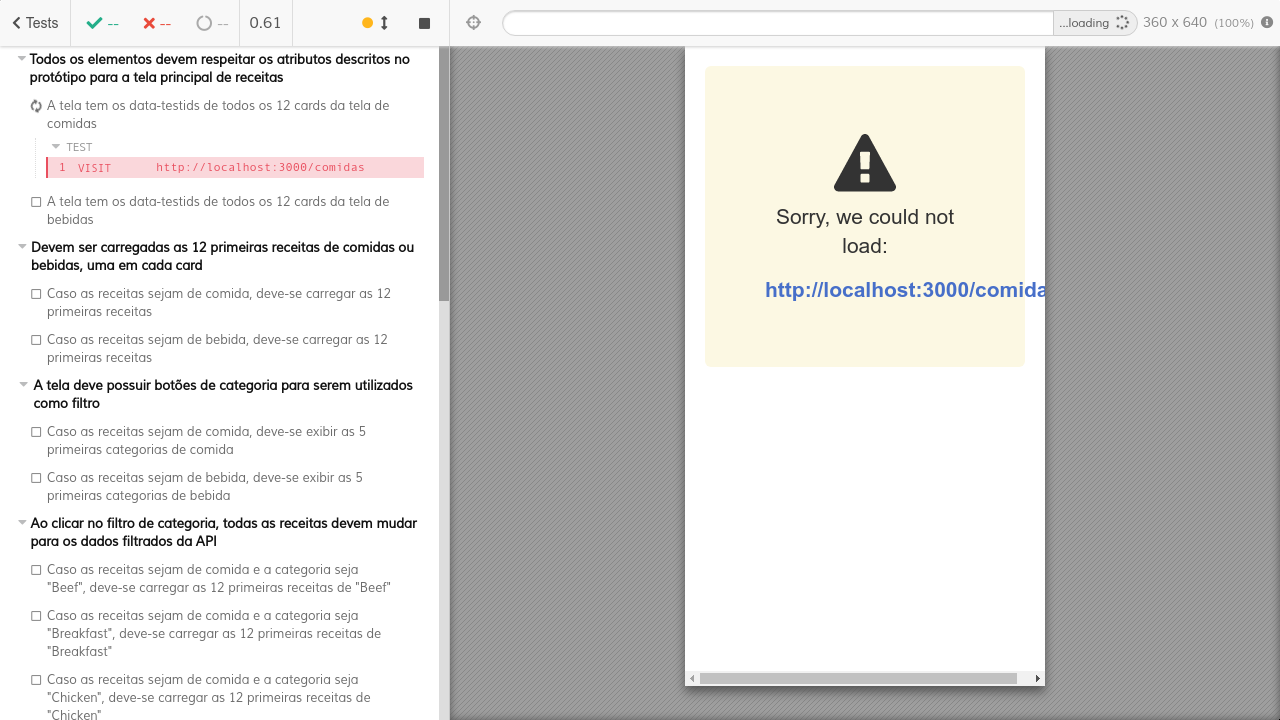 Tests
--
--
--
0.61
...loading
360 x 640 (100%)
Todos os elementos devem respeitar os atributos descritos no
protótipo para a tela principal de receitas
A tela tem os data-testids de todos os 12 cards da tela de
comidas
TEST
1 VISIT http://localhost:3000/comidas
A tela tem os data-testids de todos os 12 cards da tela de
bebidas
Devem ser carregadas as 12 primeiras receitas de comidas ou
bebidas, uma em cada card
Caso as receitas sejam de comida, deve-se carregar as 12
primeiras receitas
Caso as receitas sejam de bebida, deve-se carregar as 12
primeiras receitas
A tela deve possuir botões de categoria para serem utilizados
como filtro
Caso as receitas sejam de comida, deve-se exibir as 5
primeiras categorias de comida
Caso as receitas sejam de bebida, deve-se exibir as 5
primeiras categorias de bebida
Ao clicar no filtro de categoria, todas as receitas devem mudar
para os dados filtrados da API
Caso as receitas sejam de comida e a categoria seja
"Beef", deve-se carregar as 12 primeiras receitas de "Beef"
Caso as receitas sejam de comida e a categoria seja
"Breakfast", deve-se carregar as 12 primeiras receitas de
"Breakfast"
Caso as receitas sejam de comida e a categoria seja
"Chicken", deve-se carregar as 12 primeiras receitas de
"Chicken"
Sorry, we could not
load:
http://localhost:3000/comida